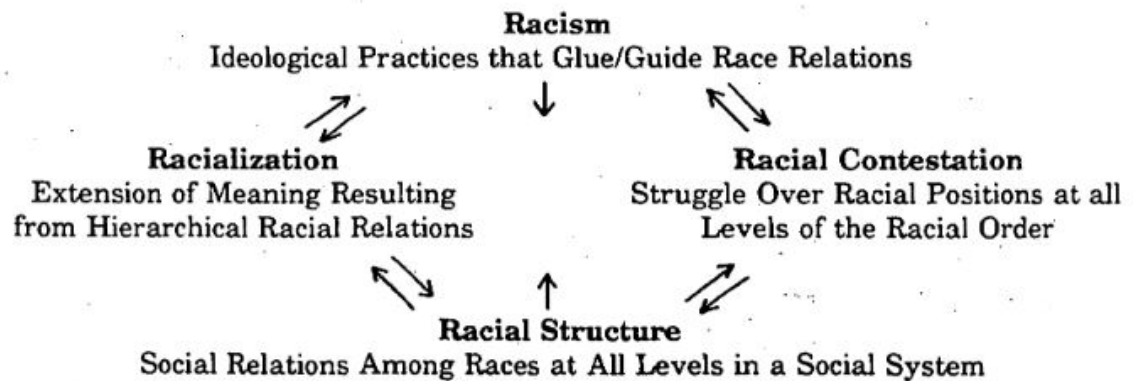 Racism
Ideological Practices that Glue/Guide Race Relations
Racialization
Extension of Meaning Resulting
from Hierarchical Racial Relations
Racial Contestation
Struggle Over Racial Positions at all
Levels of the Racial Order
Racial Structure
Social Relations Among Races at All Levels in a Social System